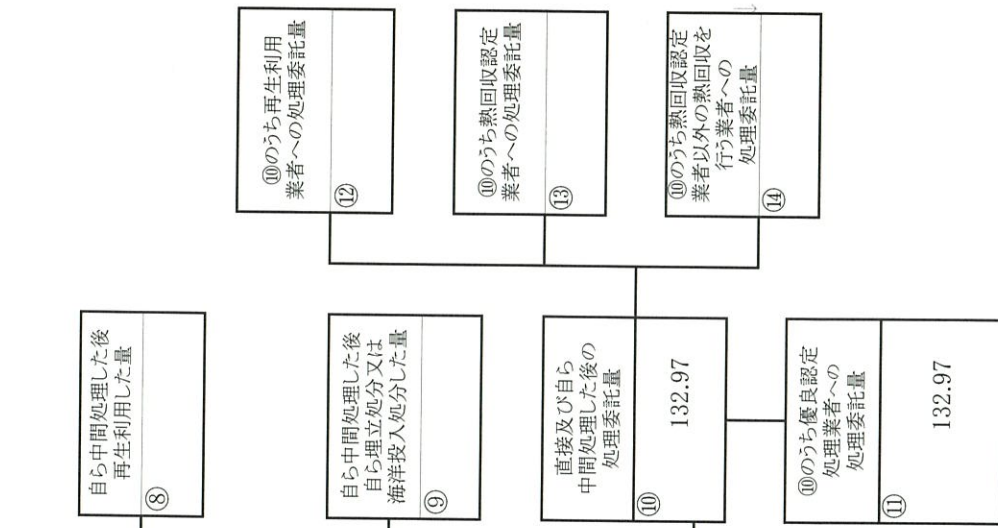 自ら中間処理した後
再生利用した量
⑧
自ら中間処理した後
自ら埋立処分又は
海洋投入処分した量
⑨
直接及び自ら
中間処理した後の
処理委託量
⑩
132.97
⑩のうち優良認定
処理業者への
処理委託量
⑪
132.97
⑩のうち再生利用
業者への処理委託量
⑫
⑩のうち熱回収認定
業者への処理委託量
⑬
⑩のうち熱回収認定
業者以外の熱回収を
行う業者への
処理委託量
⑭